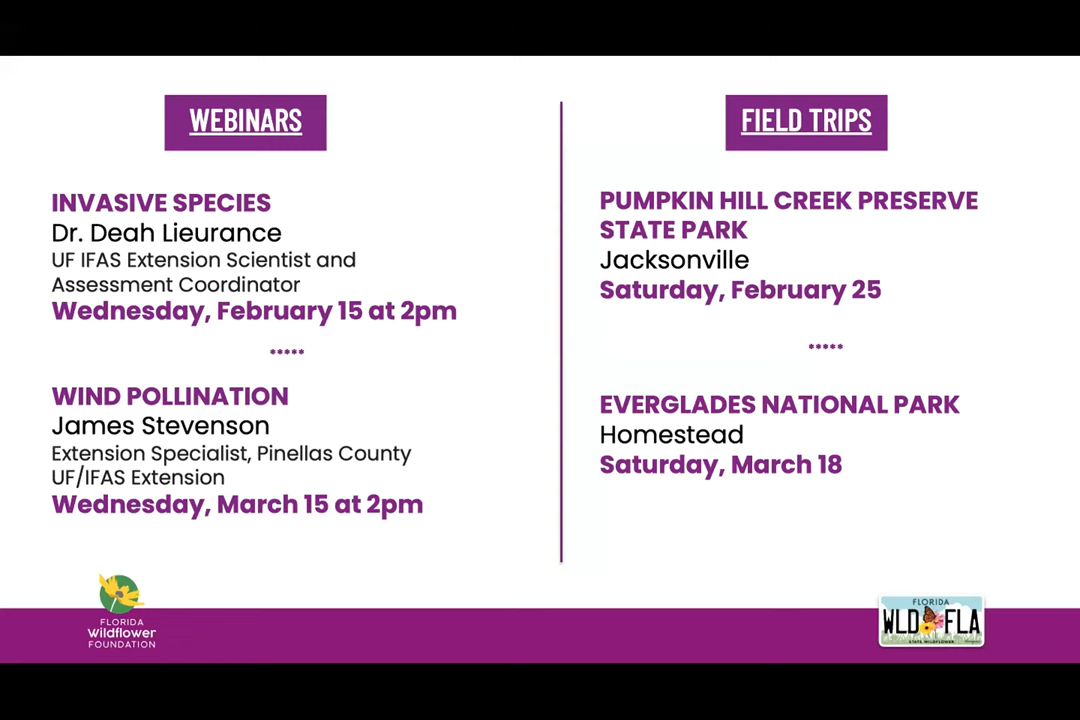 WEBINARS
INVASIVE SPECIES
Dr. Deah Lieurance
UF IFAS Extension Scientist and
Assessment Coordinator
Wednesday, February 15 at 2pm
*****
WIND POLLINATION
James Stevenson
Extension Specialist, Pinellas County
UF/IFAS Extension
Wednesday, March 15 at 2pm
FIELD TRIPS
PUMPKIN HILL CREEK PRESERVE
STATE PARK
Jacksonville
Saturday, February 25
*****
EVERGLADES NATIONAL PARK
Homestead
Saturday, March 18
FLORIDA
Wildflower
FOUNDATION
FLORIDA
WLD FLA
STATE WILDFLOWER